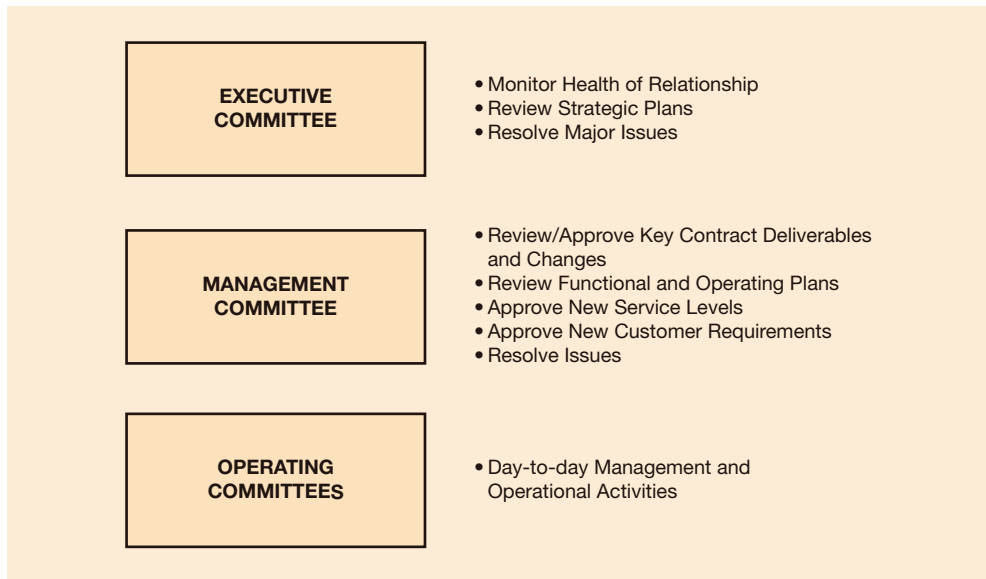 EXECUTIVE
COMMITTEE
• Monitor Health of Relationship
• Review Strategic Plans
• Resolve Major Issues
MANAGEMENT
COMMITTEE
• Review/Approve Key Contract Deliverables
and Changes
• Review Functional and Operating Plans
• Approve New Service Levels
• Approve New Customer Requirements
• Resolve Issues
OPERATING
COMMITTEES
• Day-to-day Management and
Operational Activities